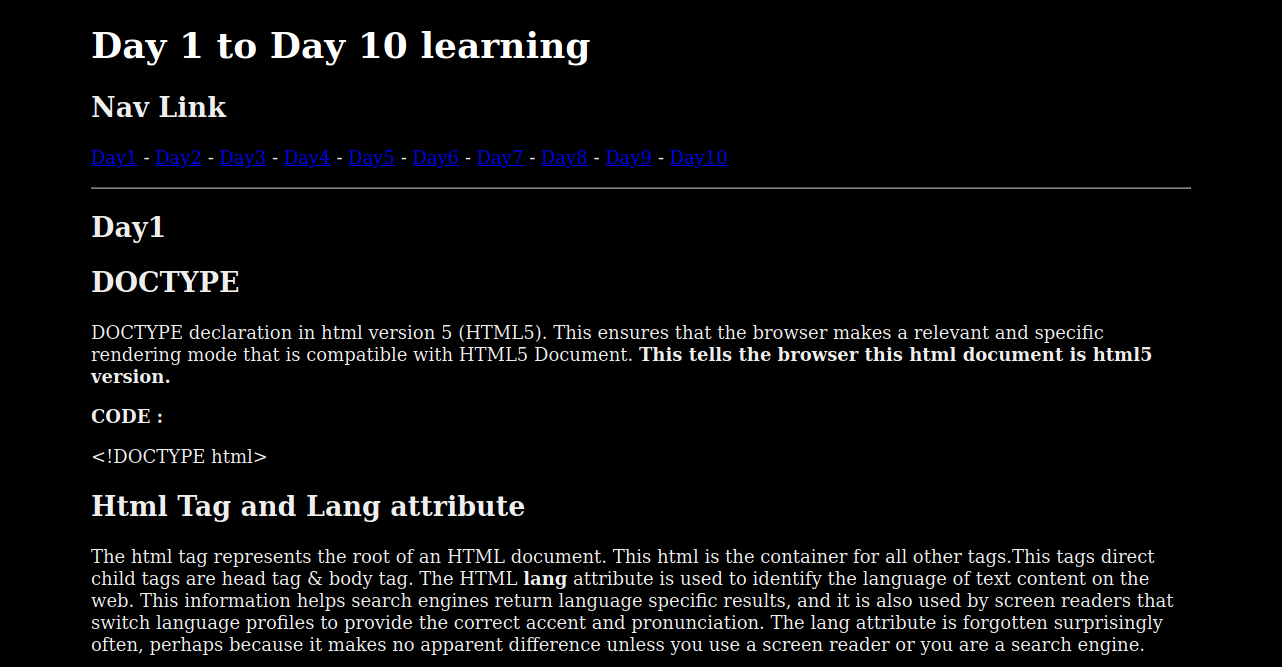 Day 1 to Day 10 learning
Nav Link
Day1 - Day2 - Day3 - Day4 - Day5 - Day6 - Day7 - Day8 - Day9 - Day10
Day1
DOCTYPE
DOCTYPE declaration in html version 5 (HTML5). This ensures that the browser makes a relevant and specific
rendering mode that is compatible with HTML5 Document. This tells the browser this html document is html5
version.
CODE :
<!DOCTYPE html>
Html Tag and Lang attribute
The html tag represents the root of an HTML document. This html is the container for all other tags.This tags direct
child tags are head tag & body tag. The HTML lang attribute is used to identify the language of text content on the
web. This information helps search engines return language specific results, and it is also used by screen readers that
switch language profiles to provide the correct accent and pronunciation. The lang attribute is forgotten surprisingly
often, perhaps because it makes no apparent difference unless you use a screen reader or you are a search engine.